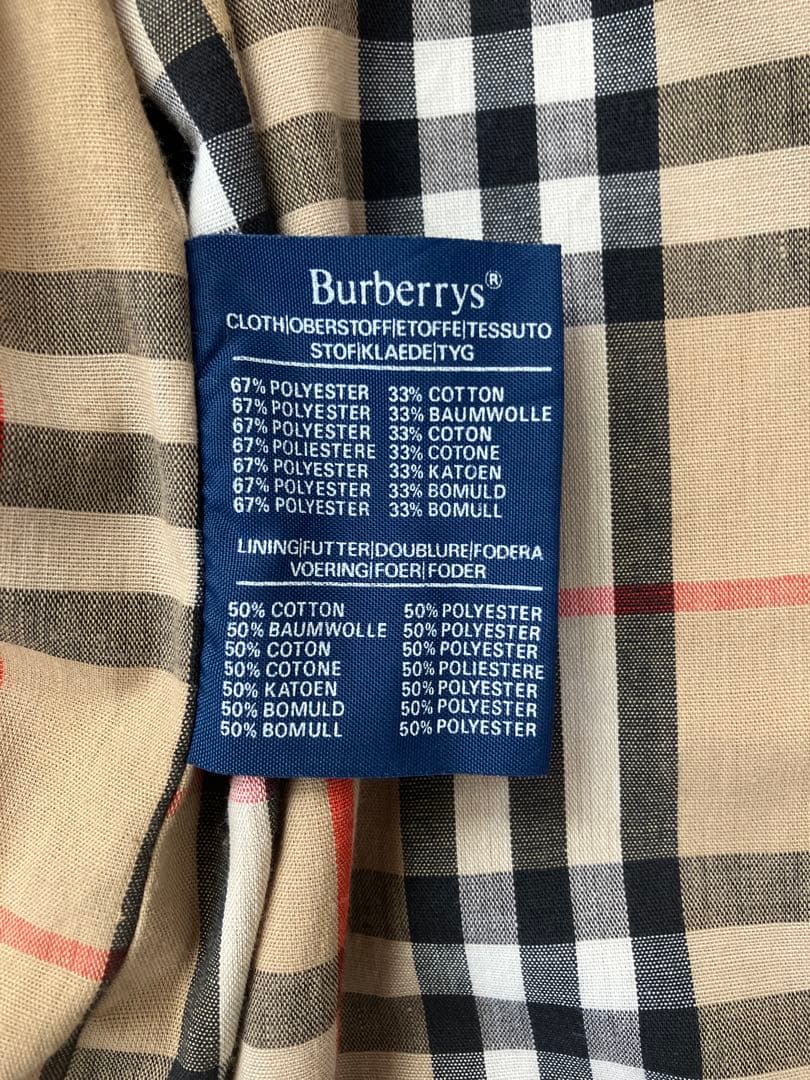 Burberrys®
CLOTH|OBERSTOFF|ETOFFE|TESSUTO
STOF|KLAEDE|TYG
67% POLYESTER 33% COTTON
67% POLYESTER 33% BAUMWOLLE
67% POLYESTER 33% COTON
67% POLIESTERE 33% COTONE
67% POLYESTER 33% KATOEN
67% POLYESTER 33% BOMULD
67% POLYESTER 33% BOMULL
LINING|FUTTER|DOUBLURE|FODERA
VOERING|FOER|FODER
50% COTTON 50% POLYESTER
50% BAUMWOLLE 50% POLYESTER
50% COTON 50% POLYESTER
50% COTONE 50% POLIESTERE
50% KATOEN 50% POLYESTER
50% BOMULD 50% POLYESTER
50% BOMULL 50% POLYESTER